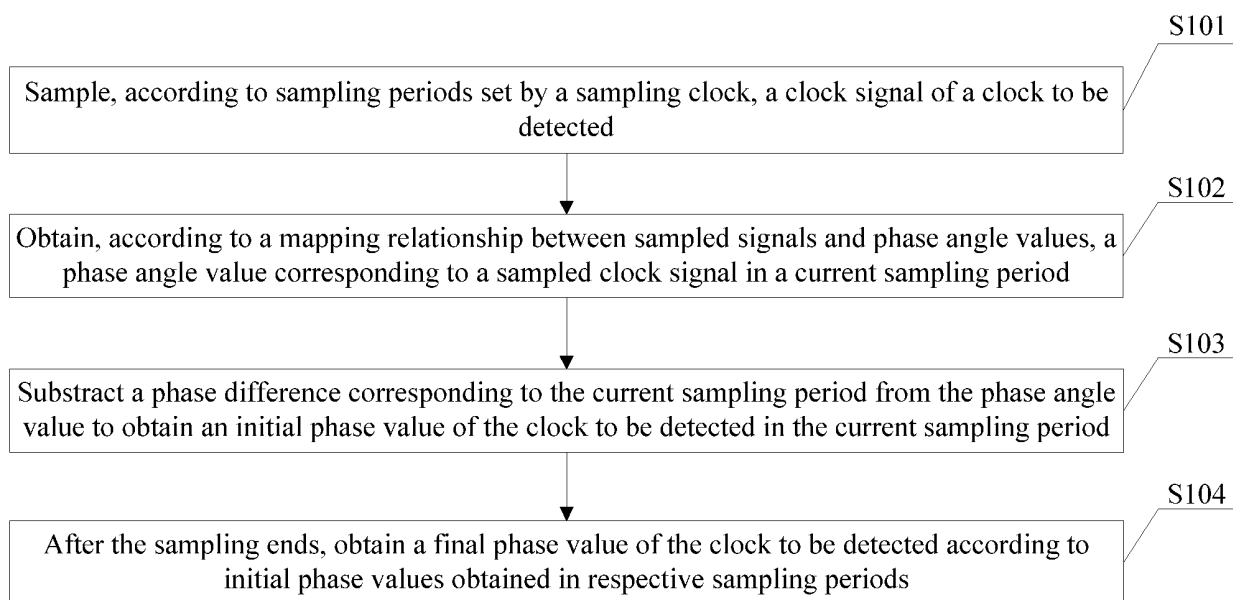 S101
Sample, according to sampling periods set by a sampling clock, a clock signal of a clock to be
detected
S102
Obtain, according to a mapping relationship between sampled signals and phase angle values, a
phase angle value corresponding to a sampled clock signal in a current sampling period
S103
Substract a phase difference corresponding to the current sampling period from the phase angle
value to obtain an initial phase value of the clock to be detected in the current sampling period
S104
After the sampling ends, obtain a final phase value of the clock to be detected according to
initial phase values obtained in respective sampling periods